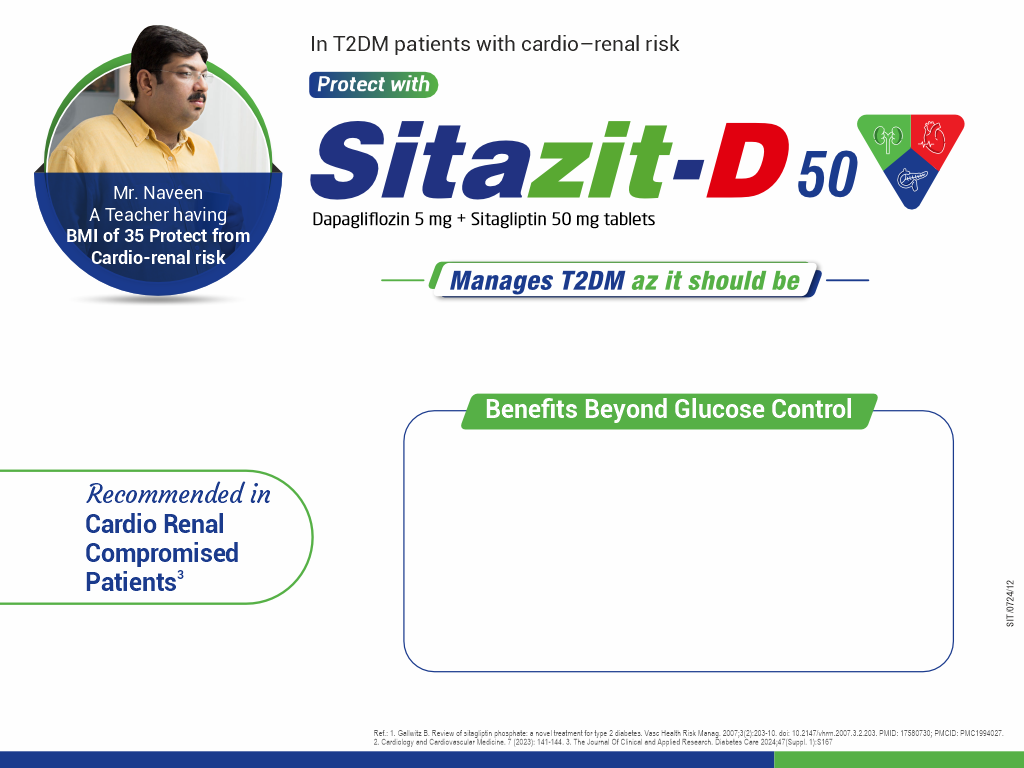 In T2DM patients with cardio–renal risk
Protect with
Sitazit-D 50
Dapagliflozin 5 mg + Sitagliptin 50 mg tablets
Manages T2DM az it should be
Mr. Naveen
A Teacher having
BMI of 35 Protect from
Cardio-renal risk
Benefits Beyond Glucose Control
Recommended in
Cardio Renal
Compromised
Patients3
SIT/0724/12
Ref.: 1. Gallwitz B. Review of sitagliptin phosphate: a novel treatment for type 2 diabetes. Vasc Health Risk Manag. 2007;3(2):203-10. doi: 10.2147/vhrm.2007.3.2.203. PMID: 17580730; PMCID: PMC1994027.
2. Cardiology and Cardiovascular Medicine. 7 (2023): 141-144. 3. The Journal Of Clinical and Applied Research. Diabetes Care 2024;47(Suppl. 1):S167